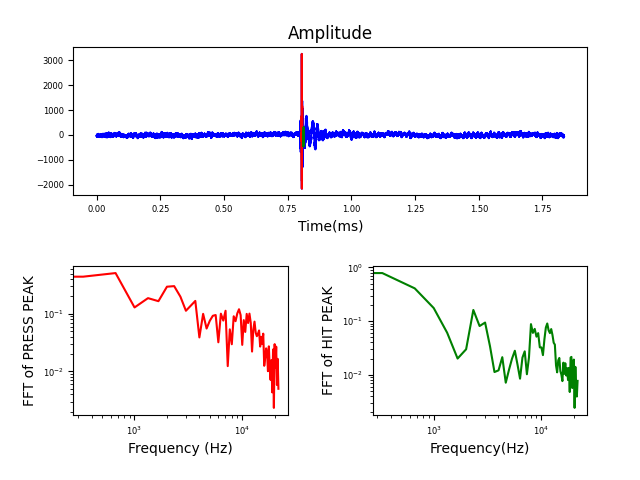 Amplitude
3000
2000
1000
0
−1000
−2000
0.00 0.25 0.50 0.75 1.00 1.25 1.50 1.75
Time(ms)
FFT of PRESS PEAK
10⁻¹
10⁻²
10³ 10⁴
Frequency (Hz)
FFT of HIT PEAK
10⁰
10⁻¹
10⁻²
10³ 10⁴
Frequency(Hz)